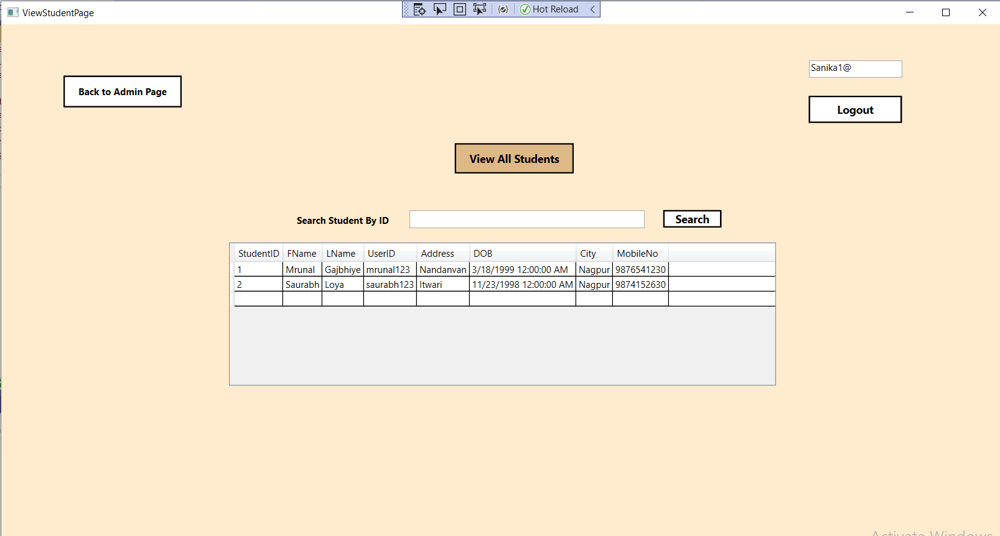 ViewStudentPage
Hot Reload
Sanika1@
Back to Admin Page
Logout
View All Students
Search Student By ID Search
StudentID FName LName UserID Address DOB City MobileNo
1 Mrunal Gajbhiye mrunal123 Nandanvan 3/18/1999 12:00:00 AM Nagpur 9876541230
2 Saurabh Loya saurabh123 Itwari 11/23/1998 12:00:00 AM Nagpur 9874152630
Activate Windows